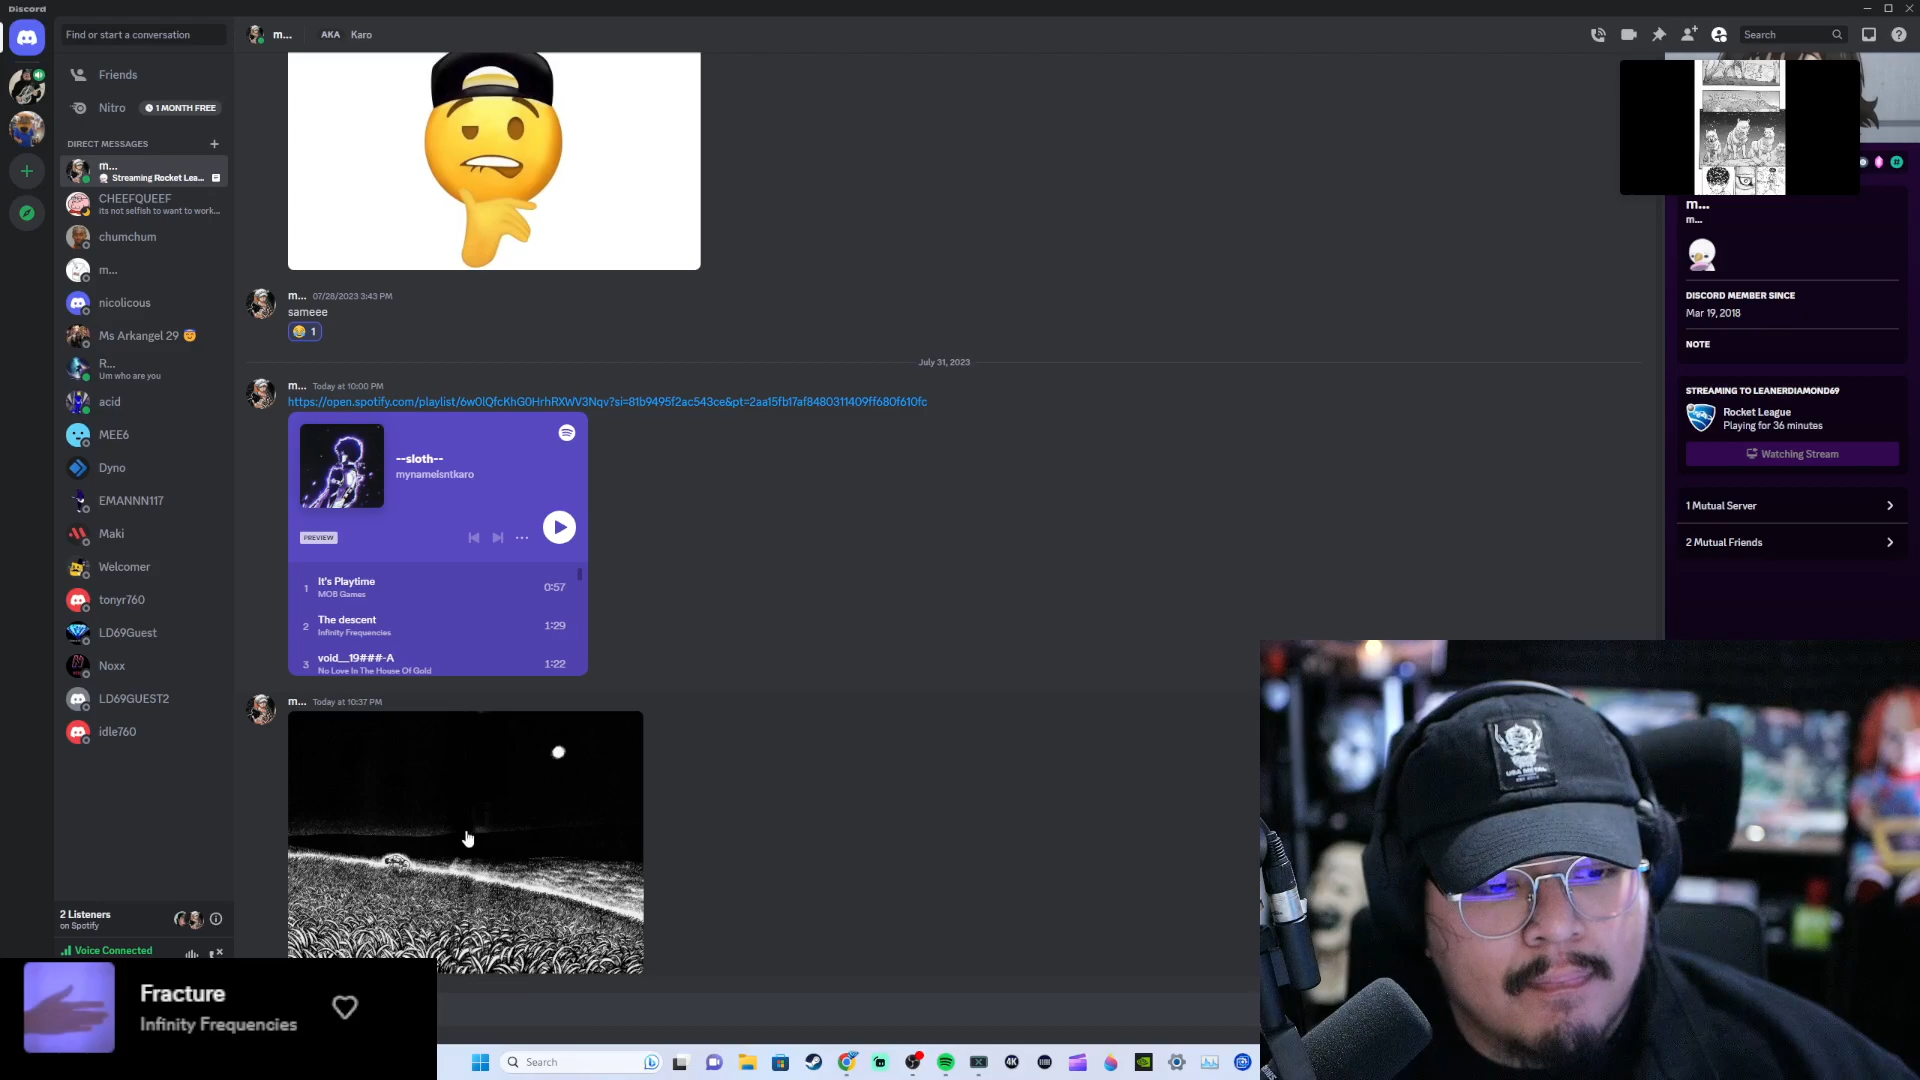 Discord
Find or start a conversation
m...
AKA Karo
Search
Friends
Nitro
1 MONTH FREE
DIRECT MESSAGES
m...
Streaming Rocket Lea...
CHEEFQUEEF
Its not selfish to want to work...
chumchum
m...
nicolicous
Ms Arkangel 29
R...
Um who are you
acid
MEE6
Dyno
EMANNN117
Maki
Welcomer
tonyr760
LD69Guest
Noxx
LD69GUEST2
idle760
2 Listeners
on Spotify
Voice Connected
m... 07/28/2023 3:43 PM
sameee
1
July 31, 2023
m... Today at 10:00 PM
https://open.spotify.com/playlist/6w0lQfcKhG0HrhRXWV3Nqv?si=81b9495f2ac543ce&pt=2aa15fb17af8480311409ff680f610fc
--sloth--
mynameisntkaro
PREVIEW
1 It's Playtime 0:57
MOB Games
2 The descent 1:29
Infinity Frequencies
3 void__19###-A 1:22
No Love In The House Of Gold
m... Today at 10:37 PM
m...
m...
DISCORD MEMBER SINCE
Mar 19, 2018
NOTE
STREAMING TO LEANERDIAMOND69
Rocket League
Playing for 36 minutes
Watching Stream
1 Mutual Server
2 Mutual Friends
Fracture
Infinity Frequencies
Search
4K